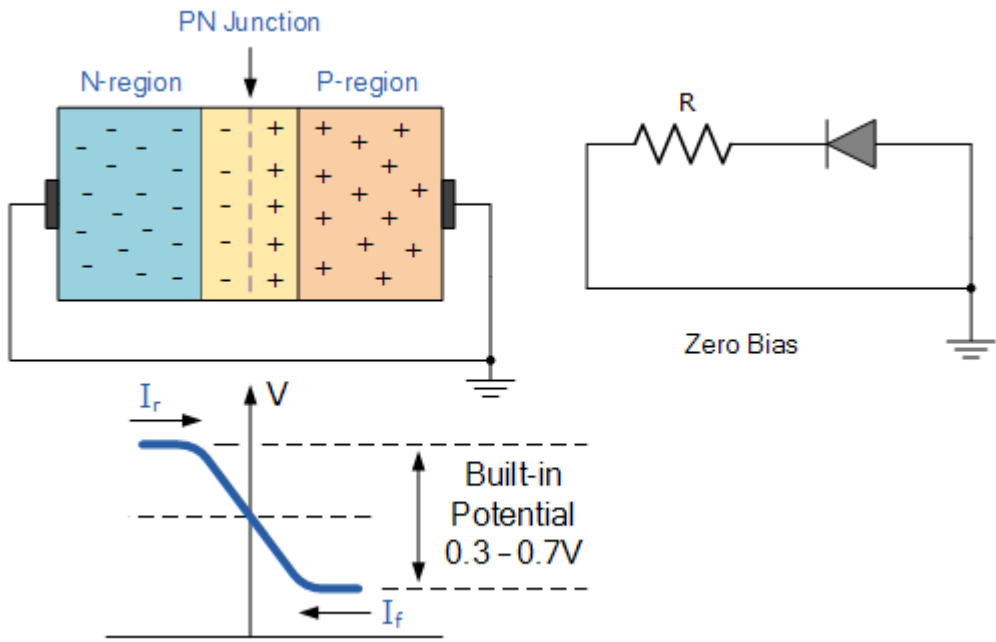 PN Junction
N-region
P-region
R
Zero Bias
V
Ir
Built-in
Potential
0.3 – 0.7V
If